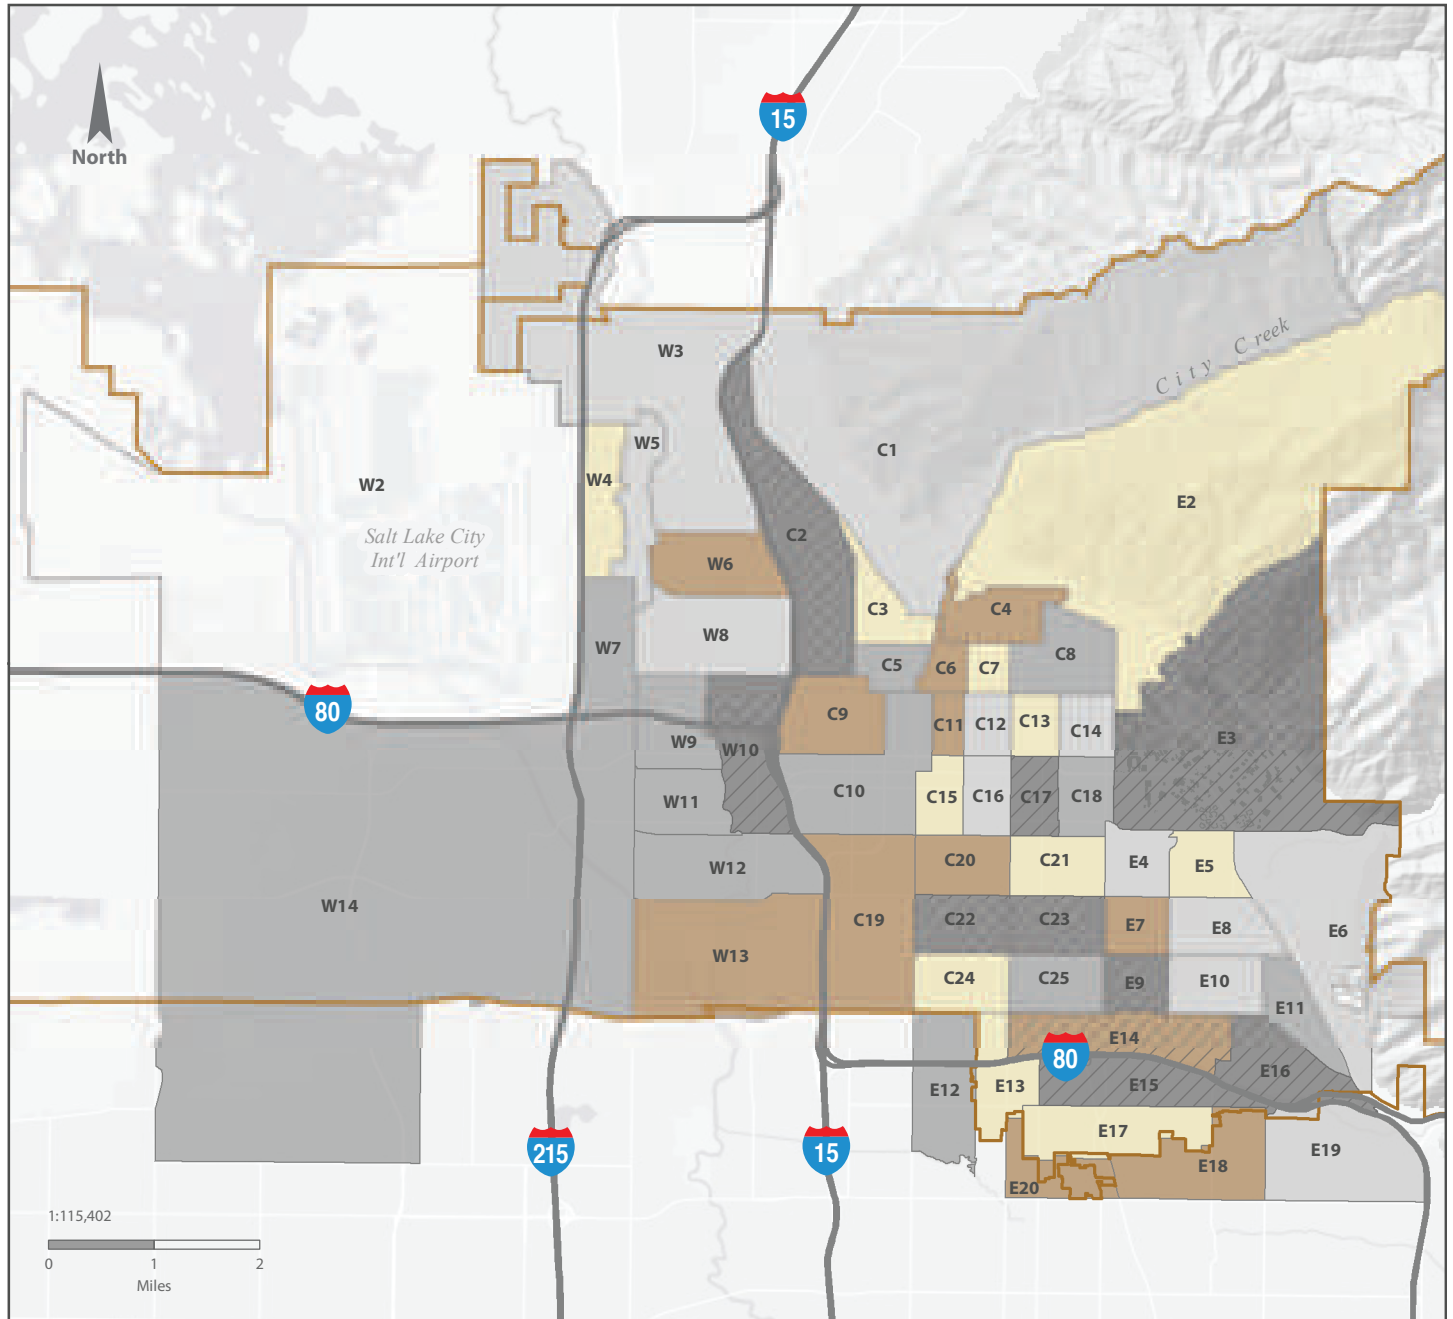 15
North
W3
City Creek
W5
C1
W4
W2
E2
Salt Lake City
Int'l Airport
C2
W6
C3
C4
W8
W7
C8
C5
C6
C7
80
C9
C11
C12
C13
C14
E3
W9
W10
C10
C15
C16
C17
C18
W11
C20
C21
E4
E5
W12
W14
C19
C22
C23
E7
E8
E6
W13
C24
C25
E9
E10
E11
E14
80
E12
E13
E15
E16
E17
215
15
E18
E19
E20
1:115,402
0 1 2
Miles